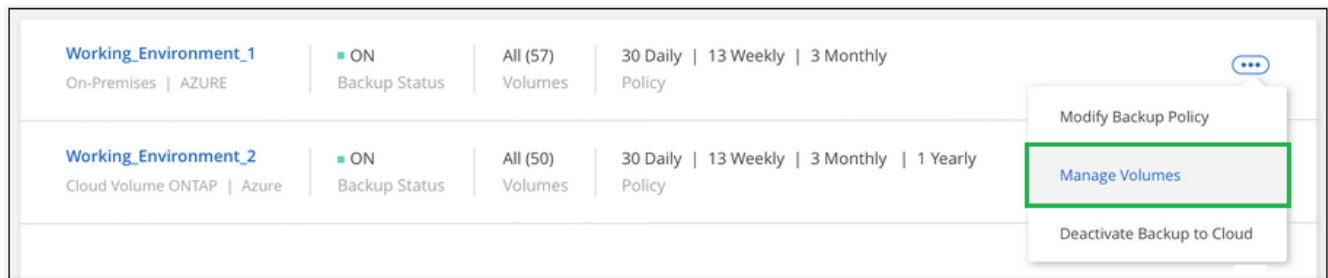 Working_Environment_1
■ ON
All (57)
30 Daily | 13 Weekly | 3 Monthly
On-Premises | AZURE
Backup Status
Volumes
Policy
Modify Backup Policy
Working_Environment_2
■ ON
All (50)
30 Daily | 13 Weekly | 3 Monthly | 1 Yearly
Manage Volumes
Cloud Volume ONTAP | Azure
Backup Status
Volumes
Policy
Deactivate Backup to Cloud